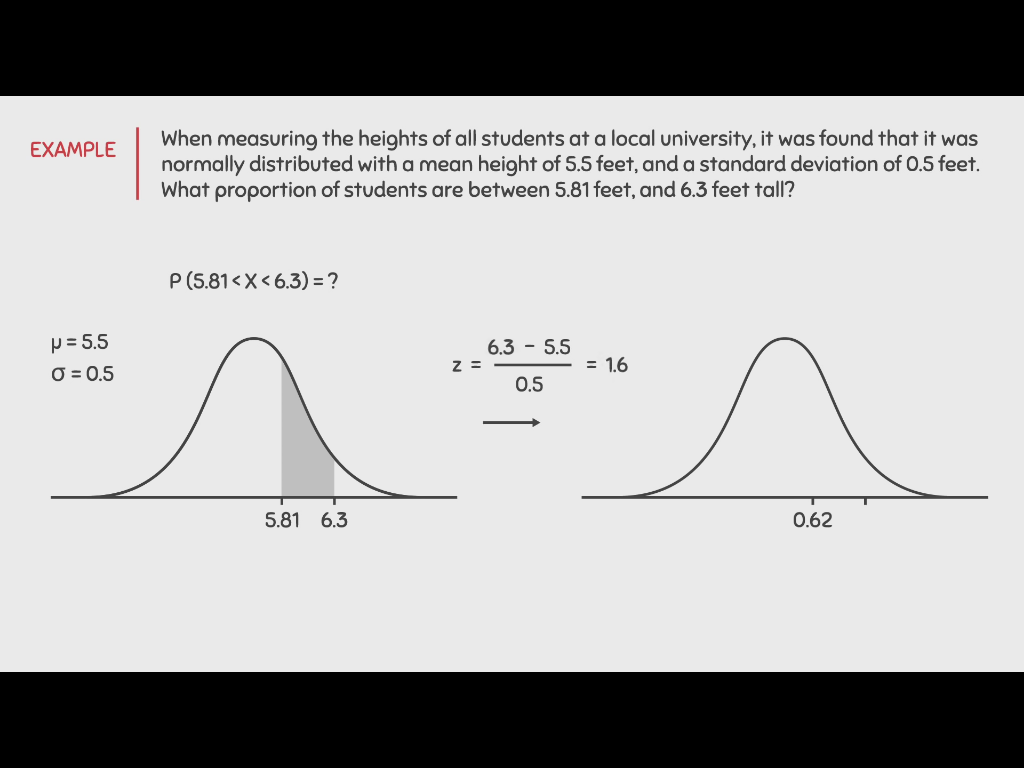 EXAMPLE
When measuring the heights of all students at a local university, it was found that it was
normally distributed with a mean height of 5.5 feet, and a standard deviation of 0.5 feet.
What proportion of students are between 5.81 feet, and 6.3 feet tall?
P (5.81 < X < 6.3) = ?
μ = 5.5
σ = 0.5
6.3 − 5.5
z = = 1.6
0.5
5.81 6.3
0.62